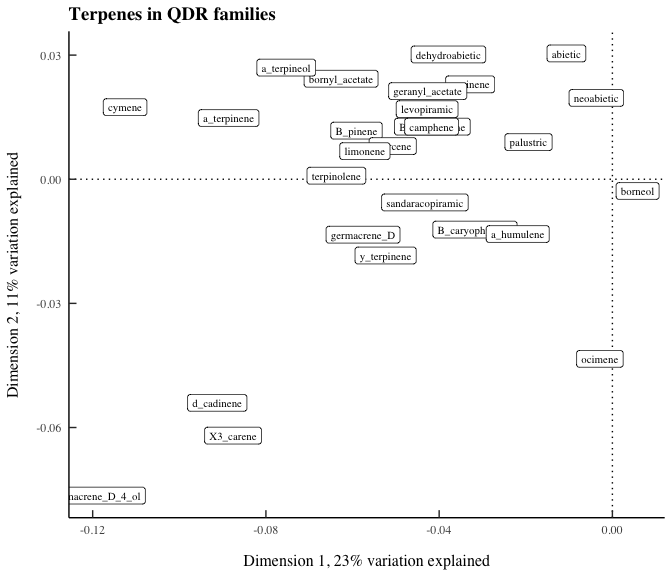 Terpenes in QDR families
Dimension 2, 11% variation explained
0.03
0.00
-0.03
-0.06
dehydroabietic
abietic
a_terpineol
bornyl_acetate
geranyl_acetate
neoabietic
cymene
levopiramic
a_terpinene
camphene
B_pinene
palustric
limonene
terpinolene
borneol
sandaracopiramic
germacrene_D
a_humulene
y_terpinene
ocimene
d_cadinene
X3_carene
-0.12
-0.08
-0.04
0.00
Dimension 1, 23% variation explained